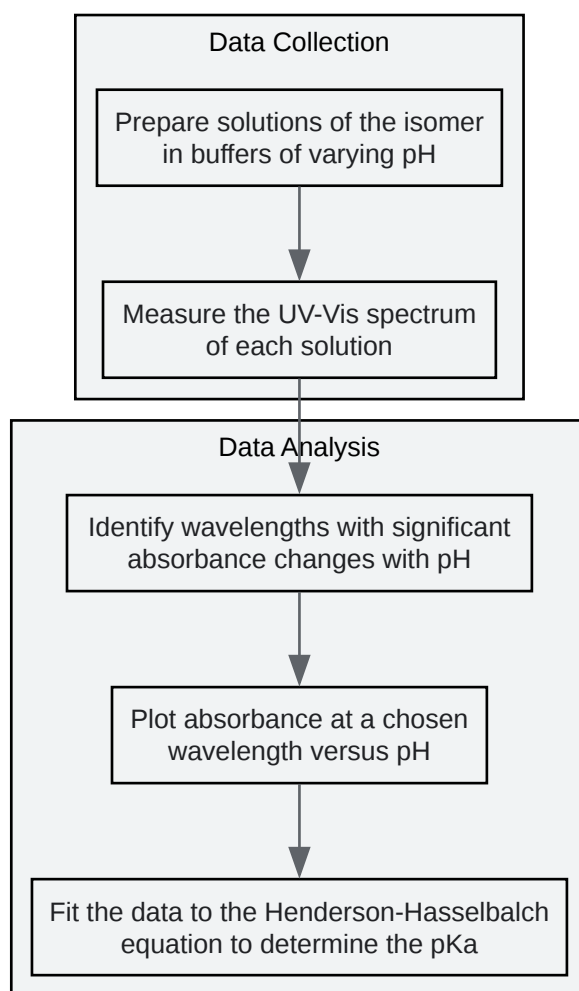 Data Collection
Prepare solutions of the isomer
in buffers of varying pH
Measure the UV-Vis spectrum
of each solution
Data Analysis
Identify wavelengths with significant
absorbance changes with pH
Plot absorbance at a chosen
wavelength versus pH
Fit the data to the Henderson-Hasselbalch
equation to determine the pKa